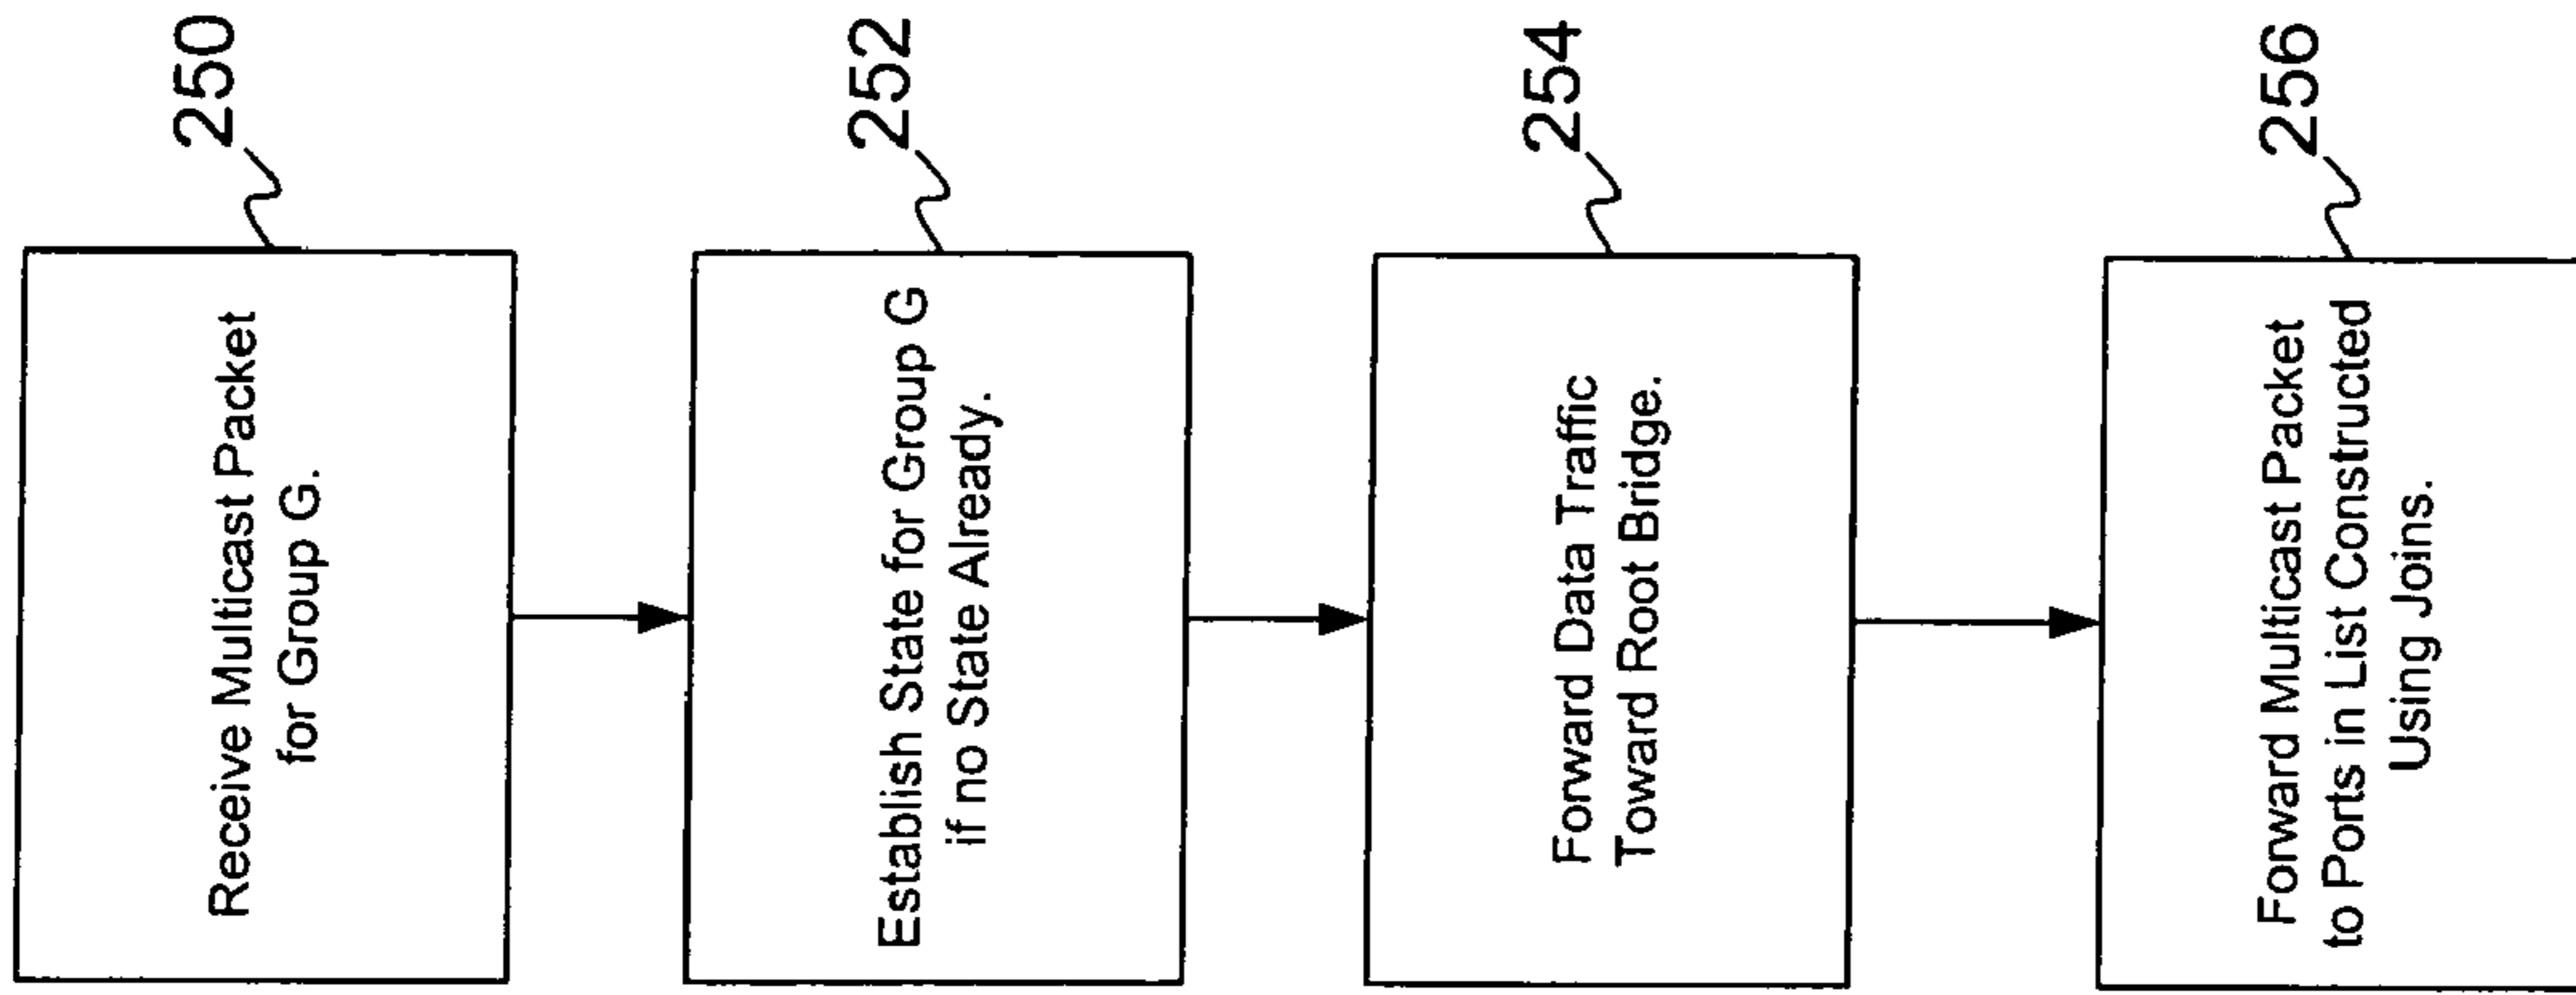 250
Receive Multicast Packet
for Group G.
252
Establish State for Group G
if no State Already.
254
Forward Data Traffic
Toward Root Bridge.
256
Forward Multicast Packet
to Ports in List Constructed
Using Joins.